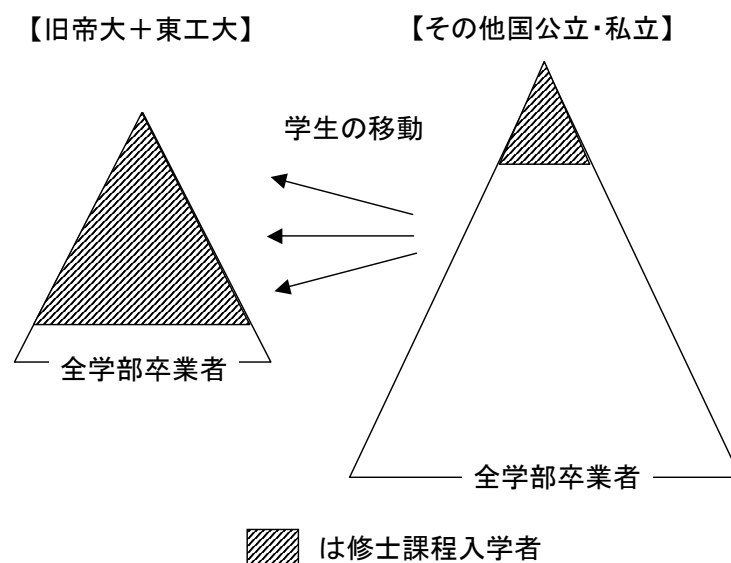 【旧帝大＋東工大】
【その他国公立･私立】
学生の移動
全学部卒業者
全学部卒業者
は修士課程入学者